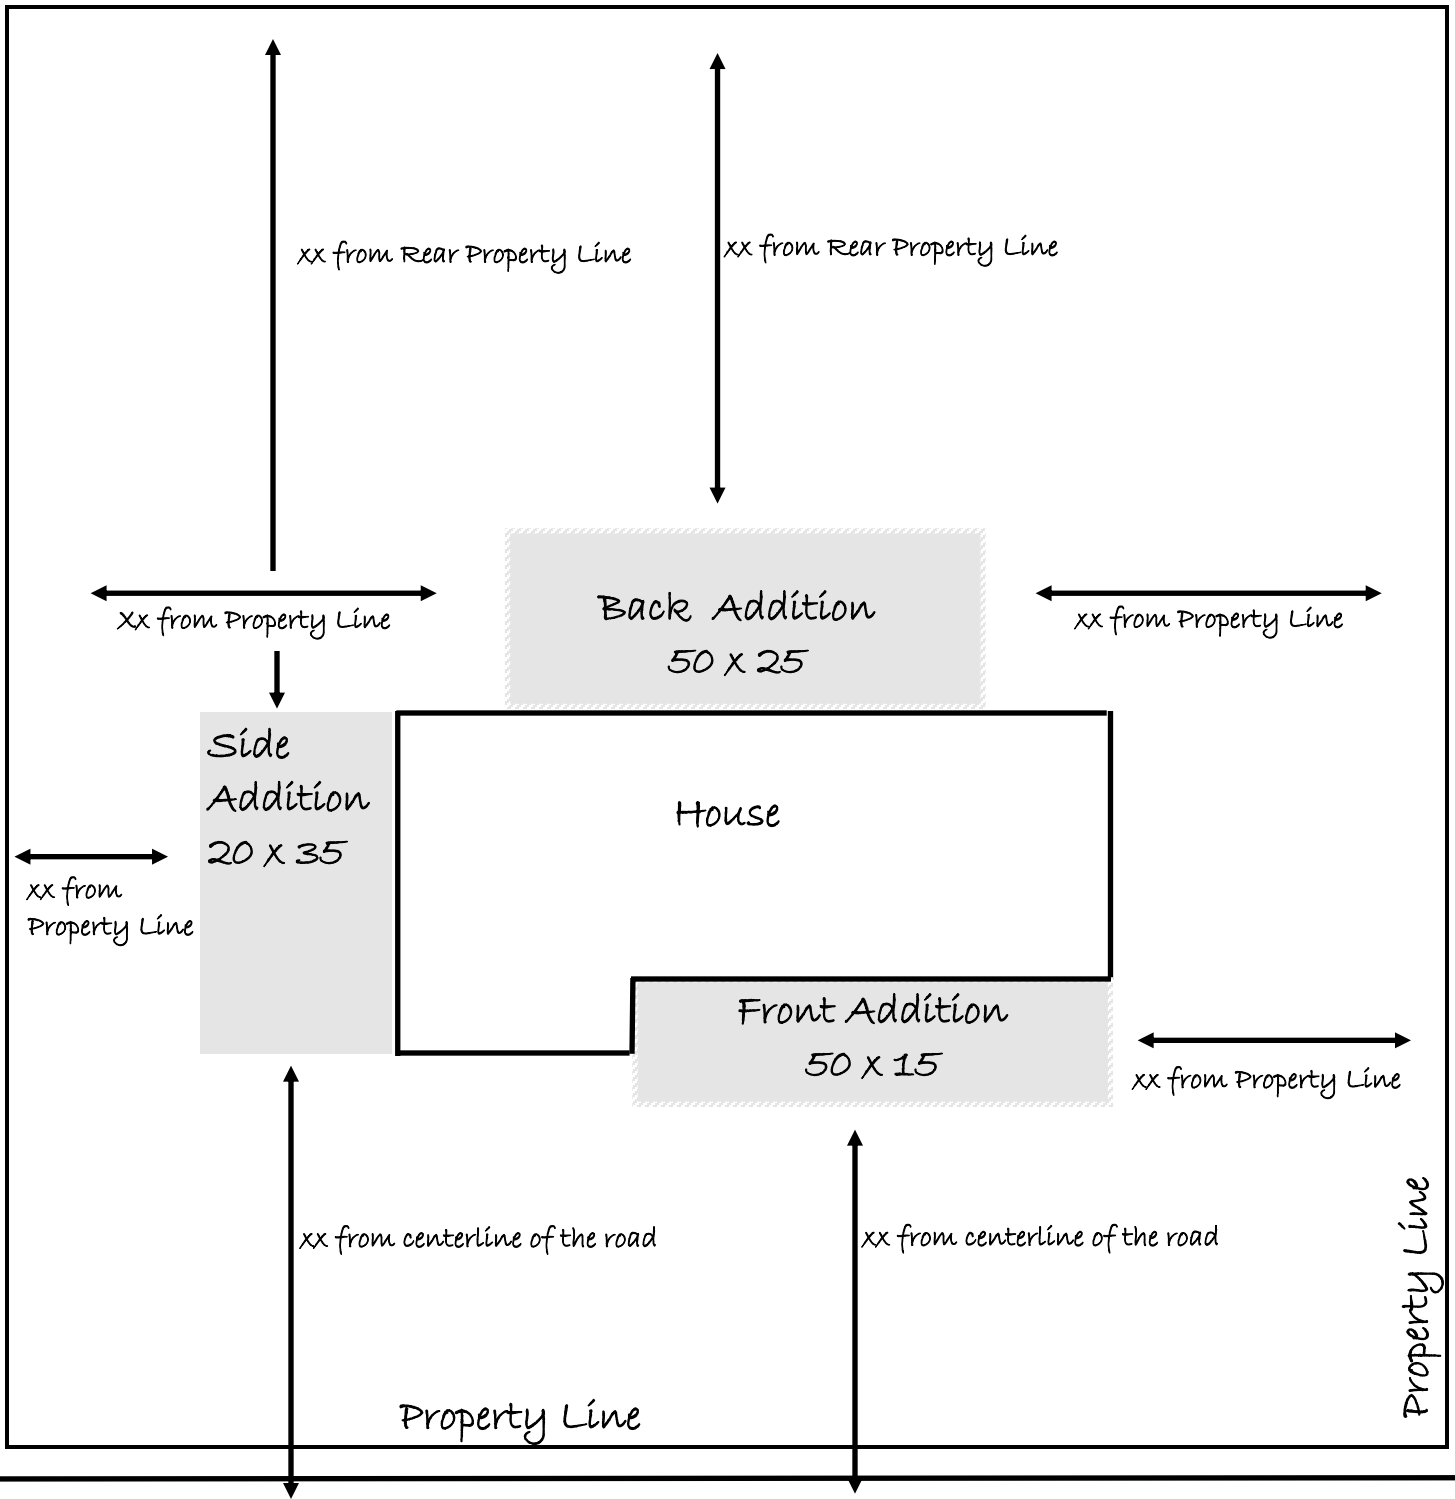 xx from Rear Property Line
xx from Rear Property Line
Back Addition
50 X 25
Xx from Property Line
xx from Property Line
Side
Addition
20 X 35
House
xx from
Property Line
Front Addition
50 X 15
xx from Property Line
xx from centerline of the road
xx from centerline of the road
Property Line
Property Line